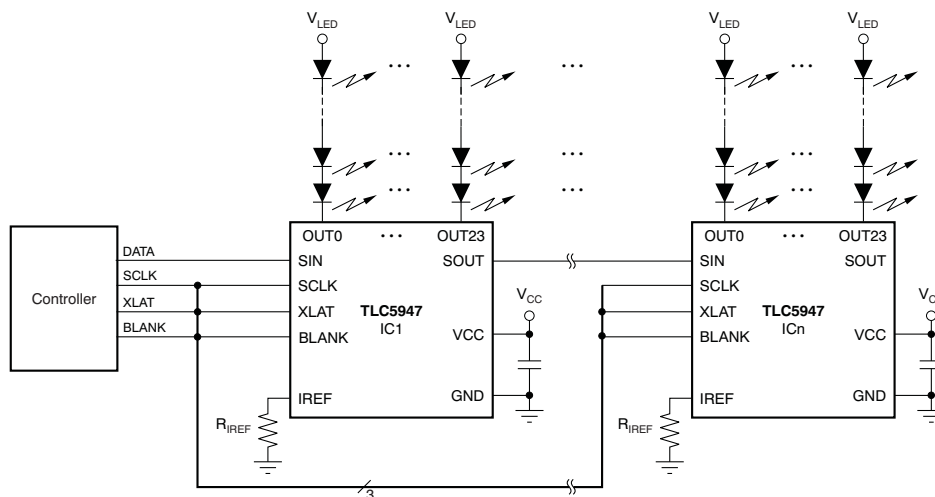 VLED VLED VLED VLED
... ... ...
... ... ...
... ... ...
OUT0 ... OUT23 OUT0 ... OUT23
DATA SIN SOUT SIN SOUT
SCLK SCLK SCLK
Controller XLAT XLAT TLC5947 IC1 VCC XLAT TLC5947 ICn VC
BLANK BLANK VCC BLANK VCC
IREF GND IREF GND
RIREF RIREF
3